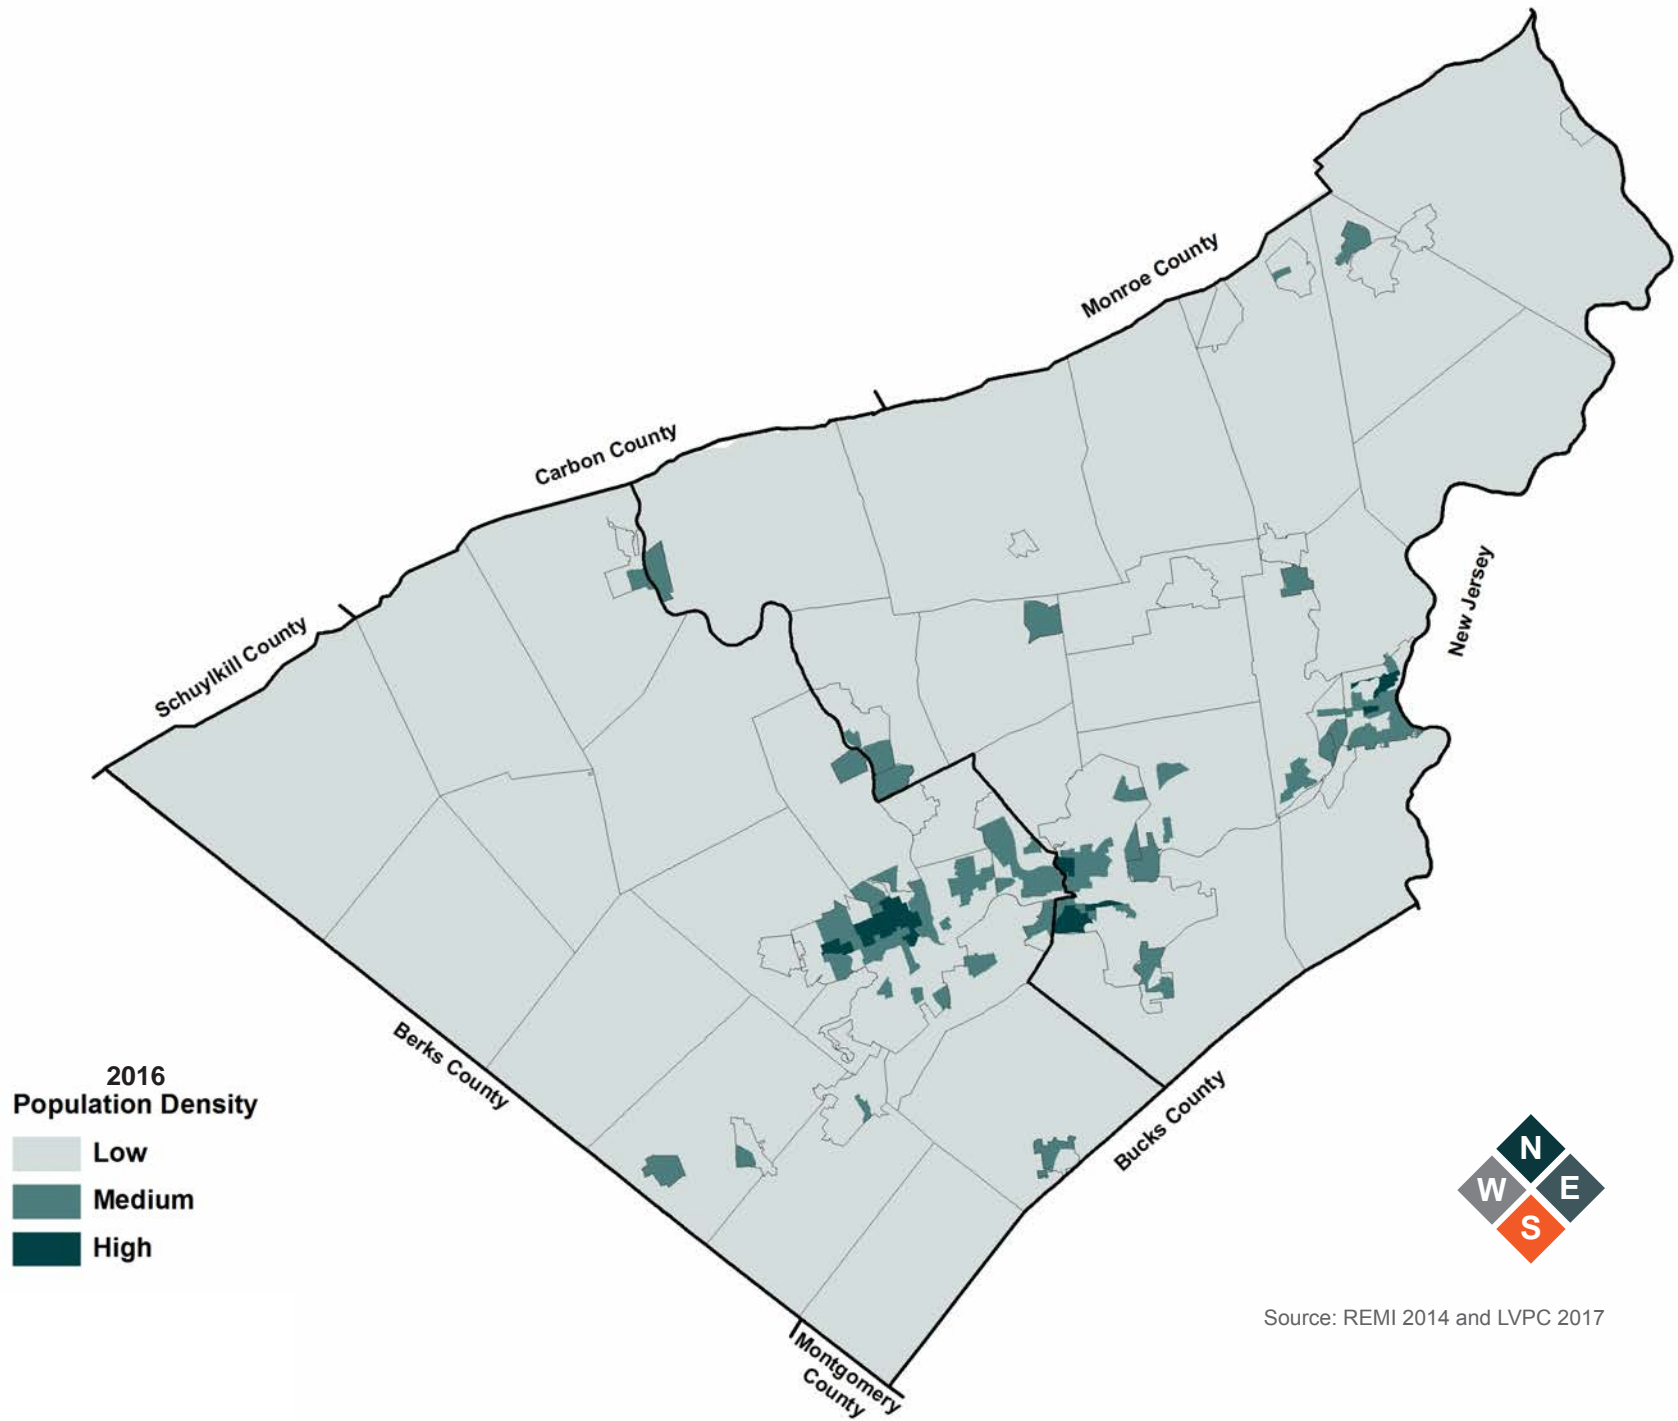 Monroe County
Carbon County
Schuylkill County
New Jersey
Berks County
Bucks County
Montgomery
County
2016
Population Density
Low
Medium
High
N
W
E
S
Source: REMI 2014 and LVPC 2017